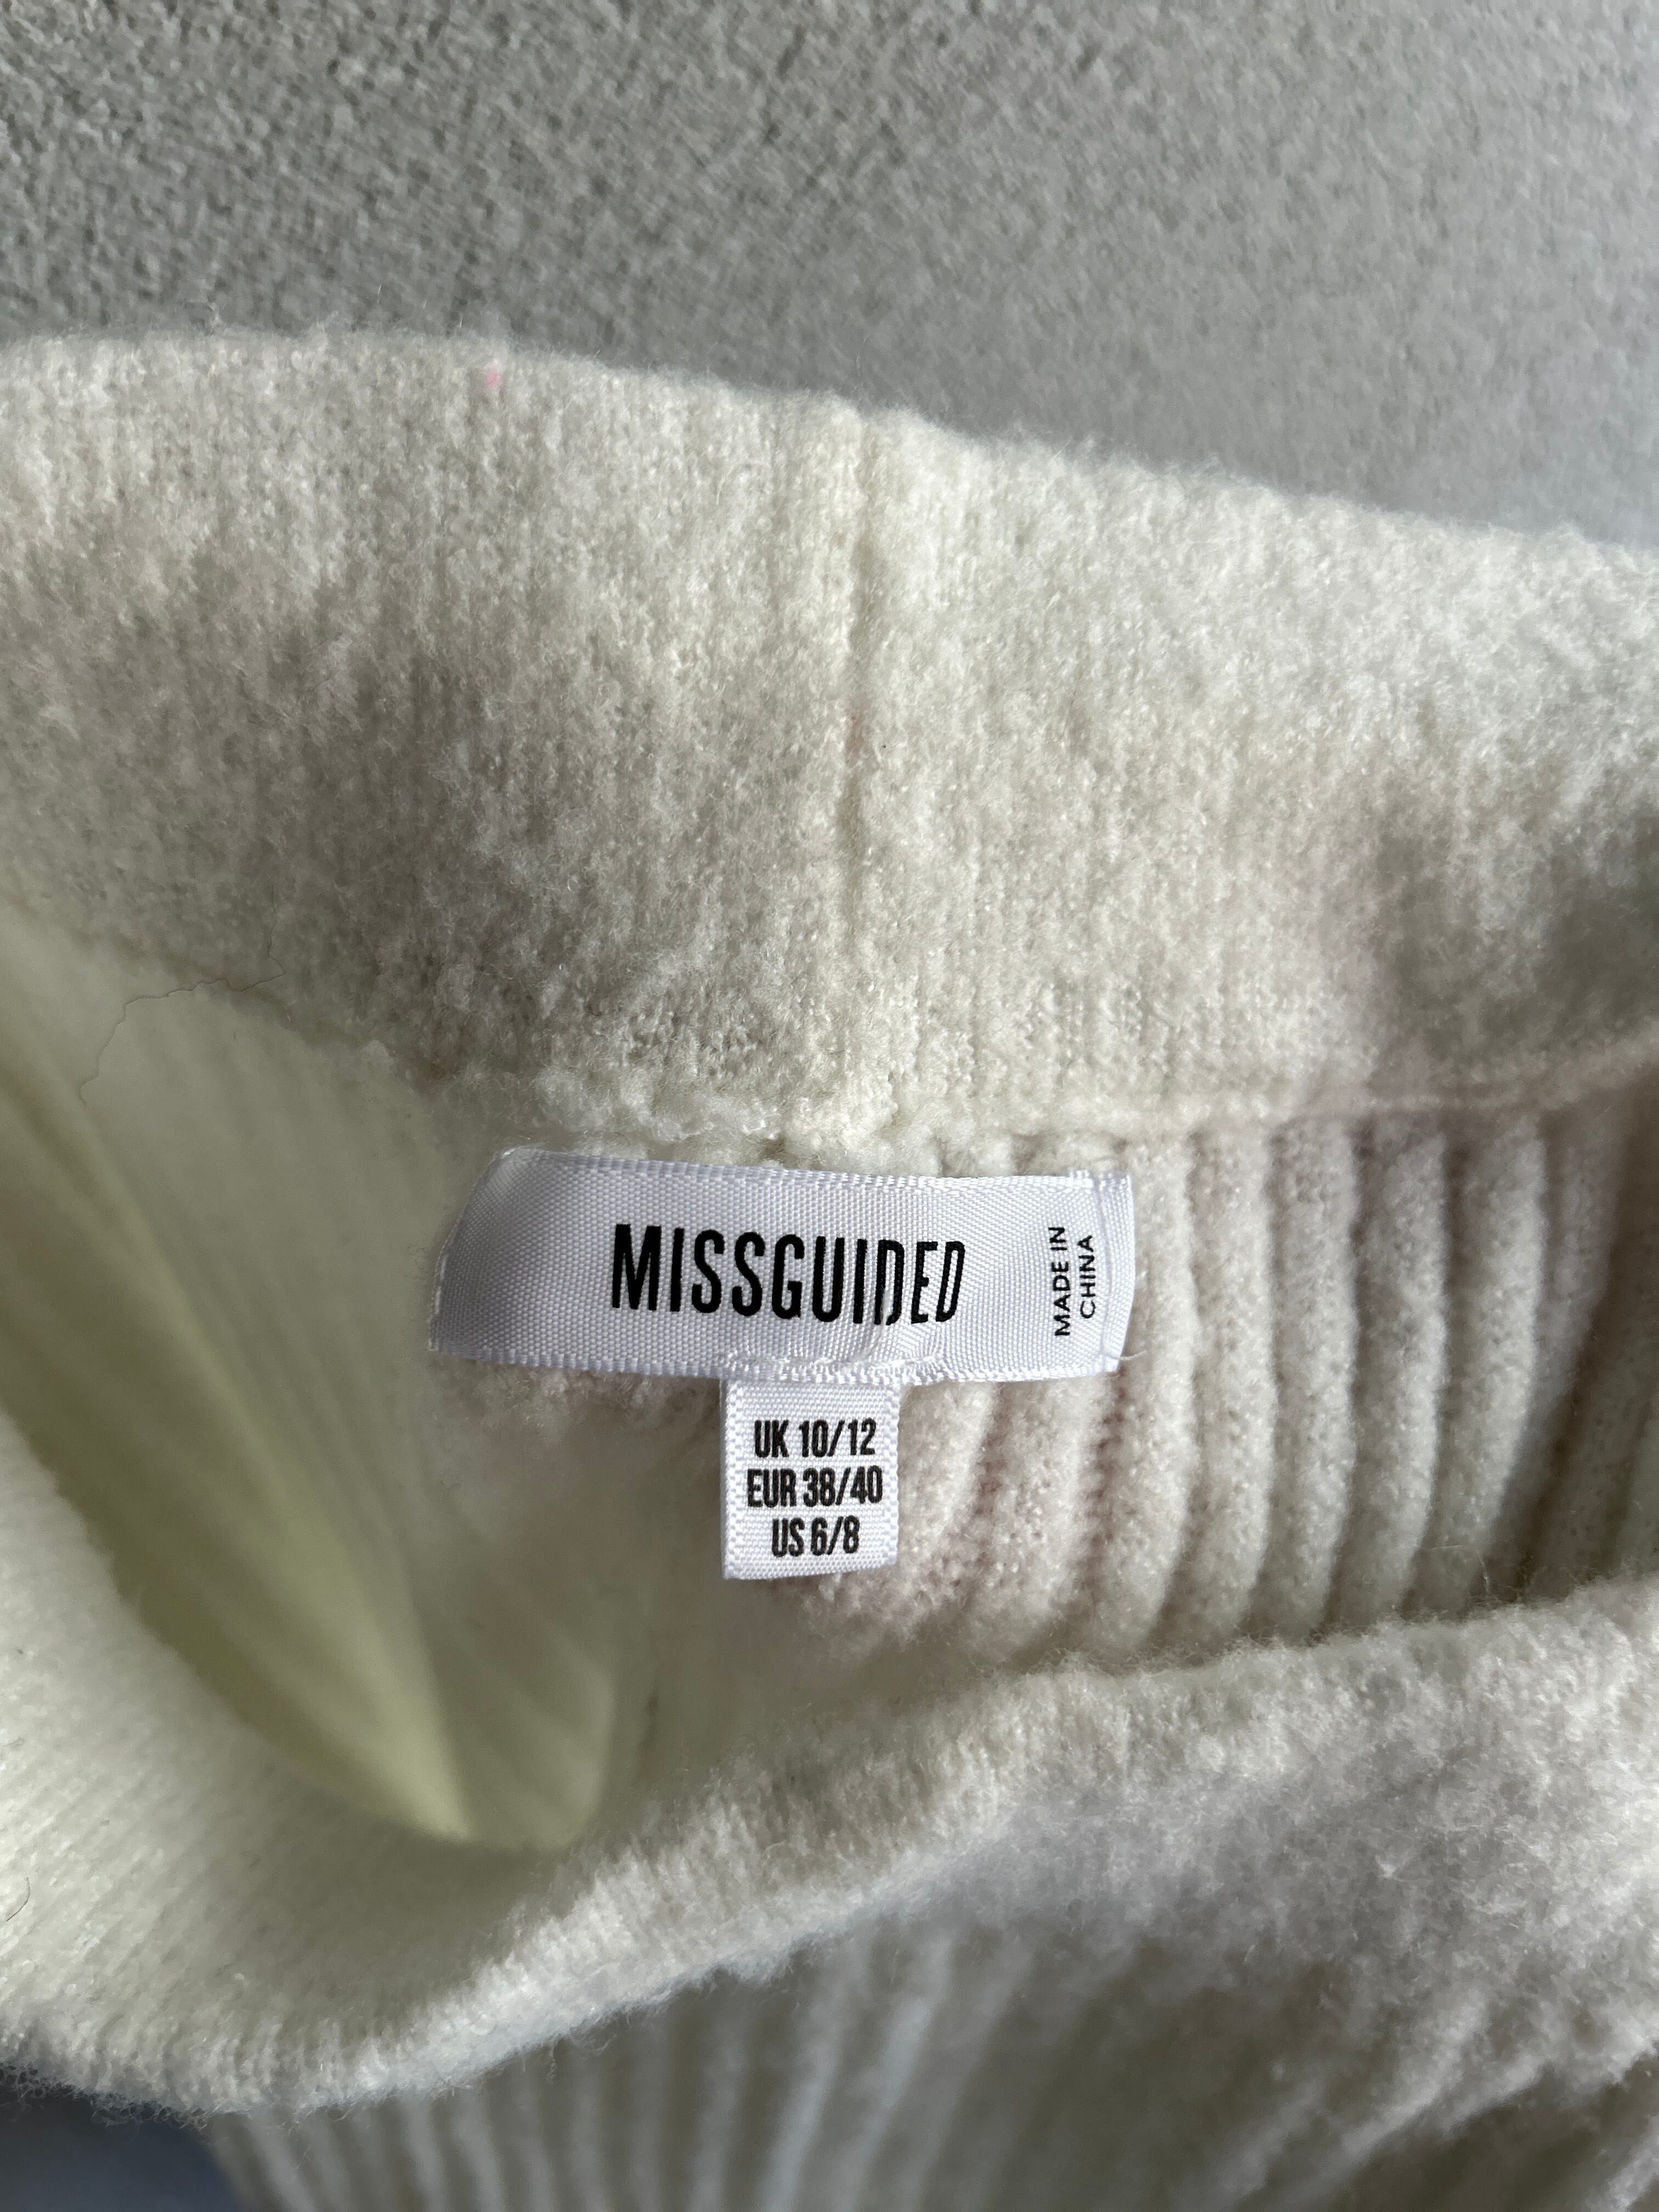 MISSGUIDED
MADE IN
CHINA
UK 10/12
EUR 38/40
US 6/8